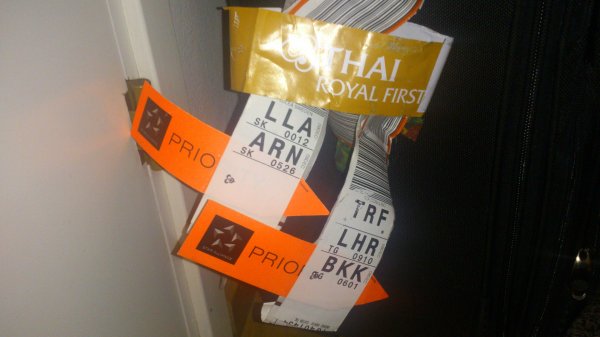 THAI
ROYAL FIRST
LLA
SK 0012
ARN
SK 0526
PRIO
TRF
LHR
TG 0910
BKK
0601
PRIO